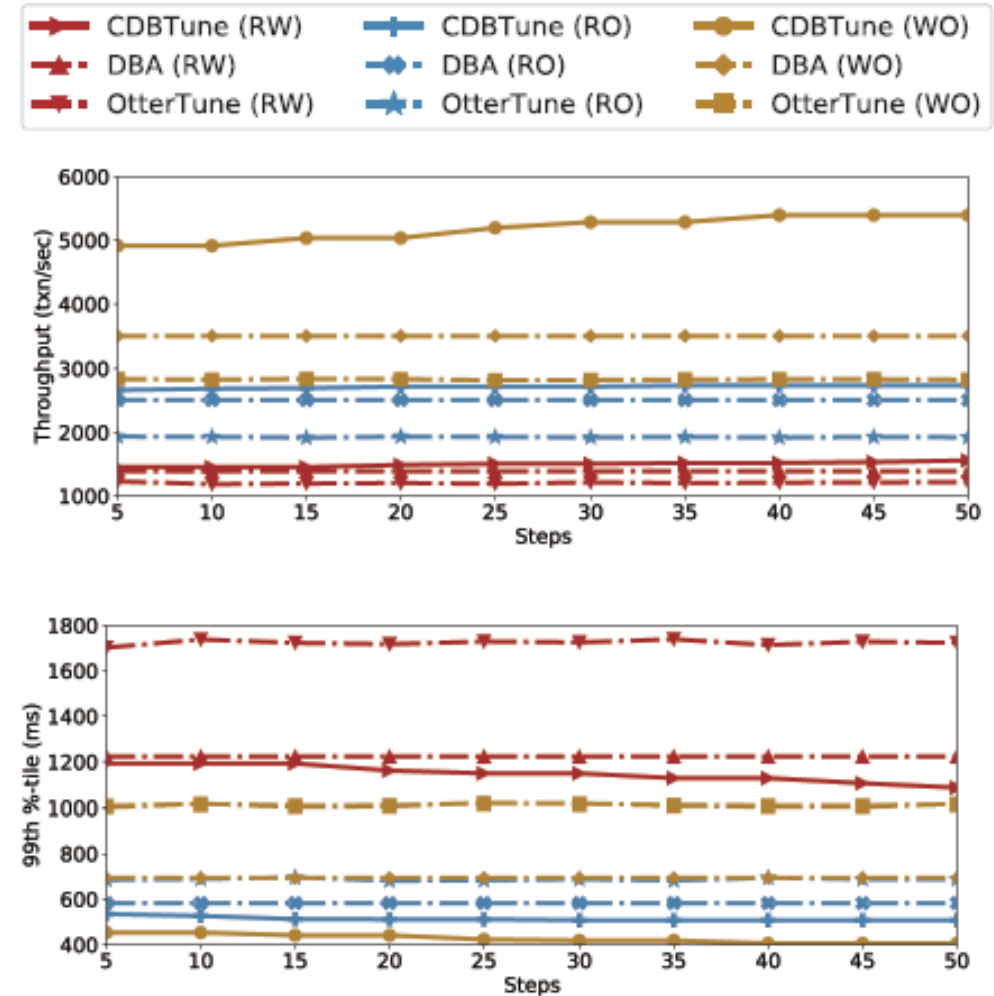 CDBTune (RW) CDBTune (RO) CDBTune (WO)
DBA (RW) DBA (RO) DBA (WO)
OtterTune (RW) OtterTune (RO) OtterTune (WO)
Throughput (txn/sec)
6000
5000
4000
3000
2000
1000
5 10 15 20 25 30 35 40 45 50
Steps
99th %-tile (ms)
1800
1600
1400
1200
1000
800
600
400
5 10 15 20 25 30 35 40 45 50
Steps